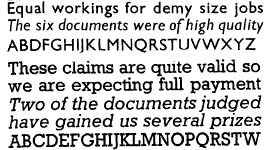 Equal workings for demy size jobs
The six documents were of high quality
ABDFGHIJKLMNQRSTUVWXYZ
These claims are quite valid so
we are expecting full payment
Two of the documents judged
have gained us several prizes
ABCDEFGHIJKLMNOPQRSTW